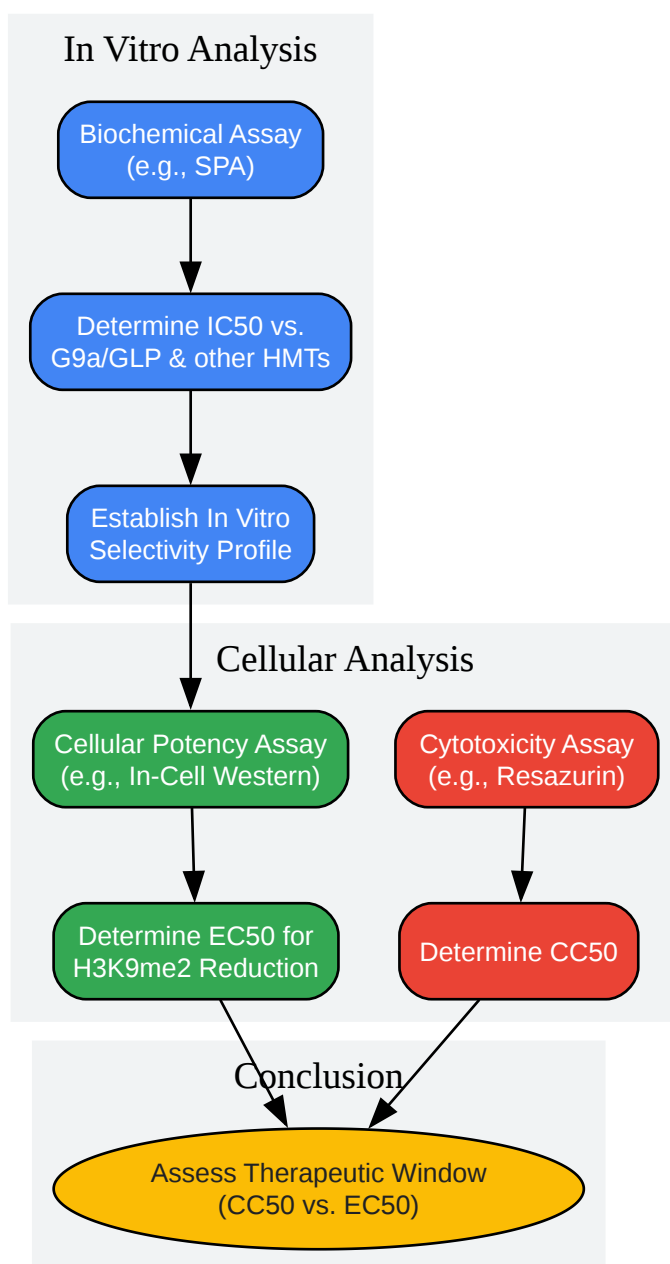 In Vitro Analysis
Biochemical Assay
(e.g., SPA)
Determine IC50 vs.
G9a/GLP & other HMTs
Establish In Vitro
Selectivity Profile
Cellular Analysis
Cellular Potency Assay
(e.g., In-Cell Western)
Cytotoxicity Assay
(e.g., Resazurin)
Determine EC50 for
H3K9me2 Reduction
Determine CC50
Conclusion
Assess Therapeutic Window
(CC50 vs. EC50)